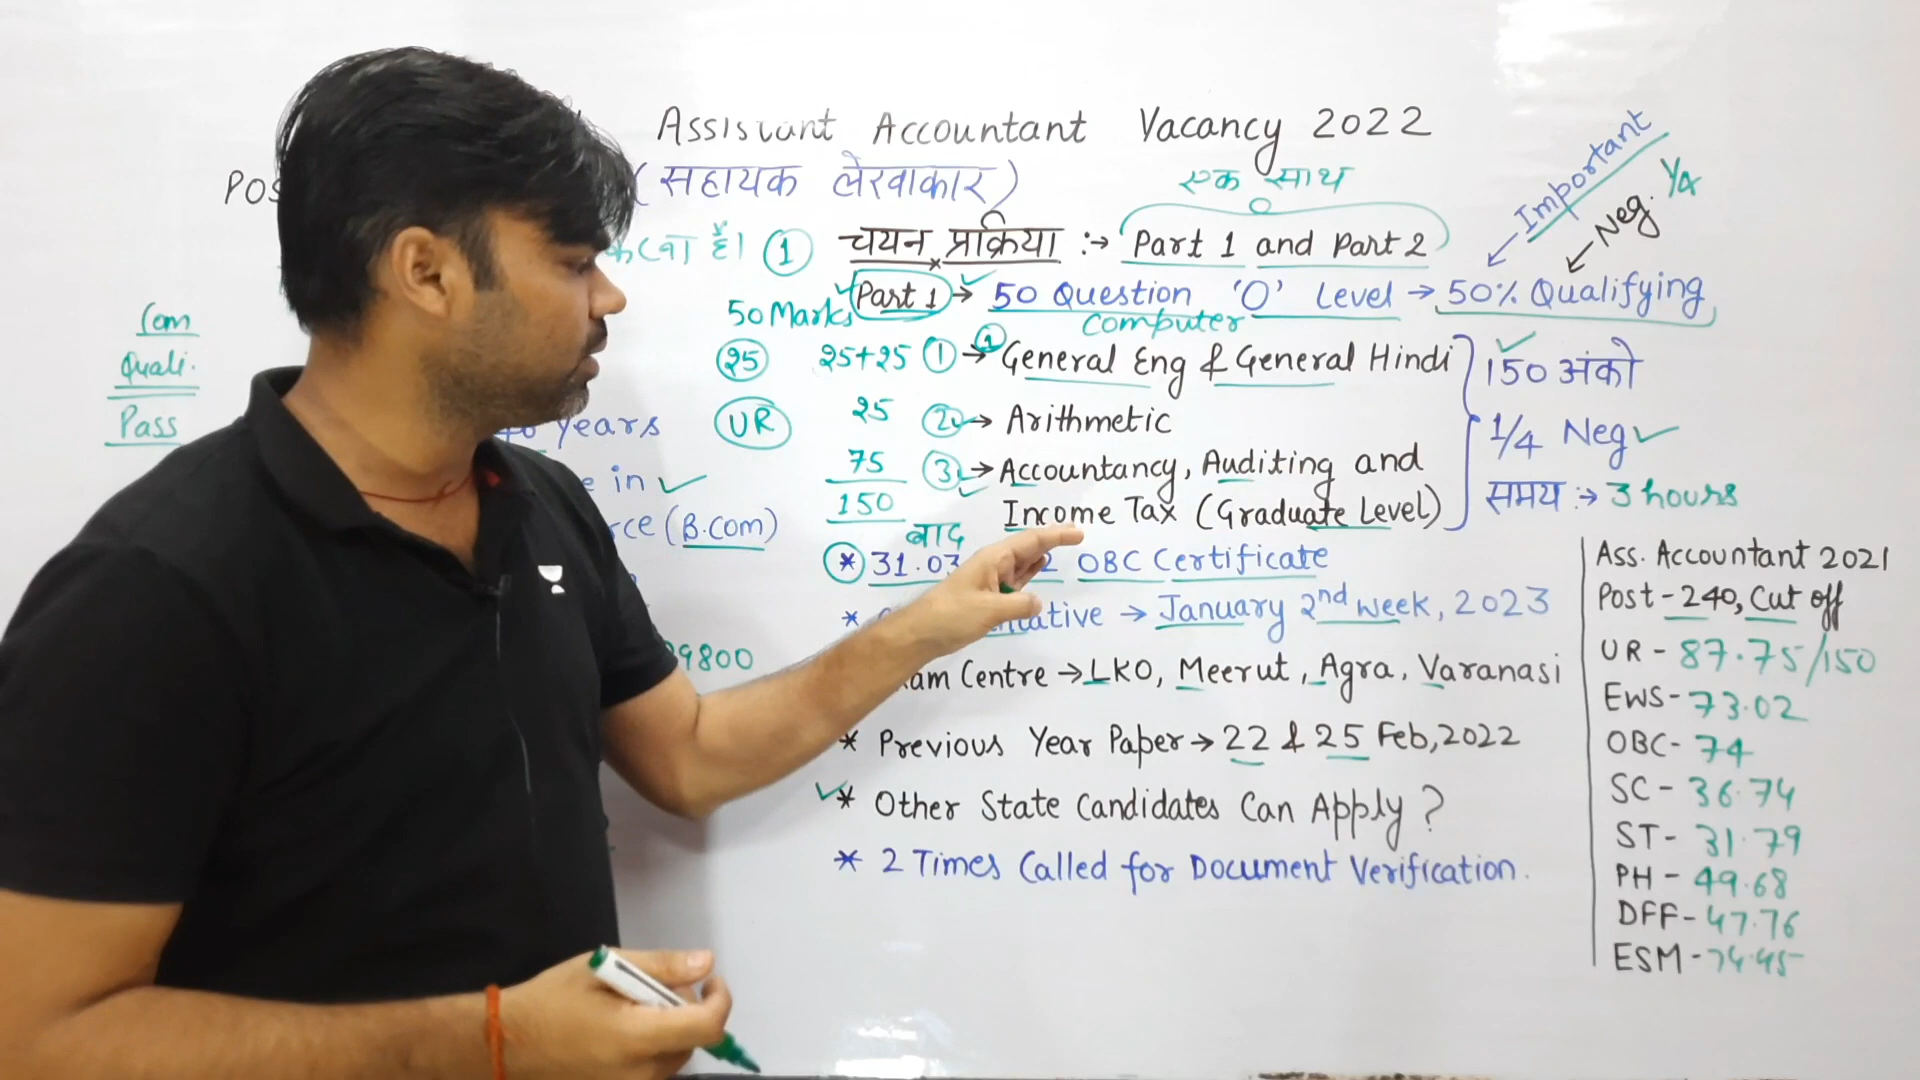 Assistant Accountant Vacancy 2022
(सहायक लेखाकार)
एक साथ
Important
Neg. 1/4
① चयन प्रक्रिया :→ Part 1 and Part 2
Part 1 → 50 Question 'O' Level → 50% Qualifying
50 Marks
Computer
Com
Quali.
Pass
25
UR
25+25 ① → General Eng & General Hindi
25 ② → Arithmetic
75 ③ → Accountancy, Auditing and
150
Income Tax (Graduate Level)
150 अंको
1/4 Neg ✓
समय :→ 3 hours
years
in ✓
(B.Com)
9800
बाद
* 31.03 2 OBC Certificate
* → January 2nd week, 2023
Centre → LKO, Meerut, Agra, Varanasi
* Previous Year Paper → 22 & 25 Feb, 2022
✓* Other State Candidates Can Apply ?
* 2 Times Called for Document Verification.
Ass. Accountant 2021
Post - 240, Cut off
UR - 87.75/150
EWS - 73.02
OBC - 74
SC - 36.74
ST - 31.79
PH - 49.68
DFF - 47.76
ESM - 74.45